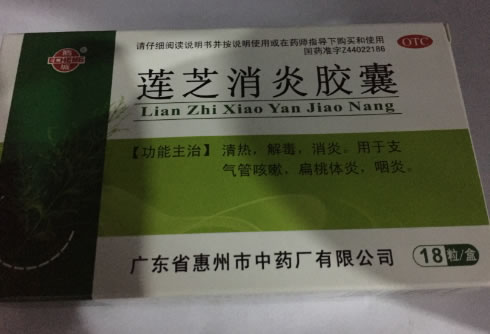 请仔细阅读说明书并按说明使用或在药师指导下购买和使用
国药准字Z44022186
OTC
莲芝消炎胶囊
Lian Zhi Xiao Yan Jiao Nang
【功能主治】 清热，解毒，消炎。用于支
气管咳嗽，扁桃体炎，咽炎。
广东省惠州市中药厂有限公司
18粒/盒